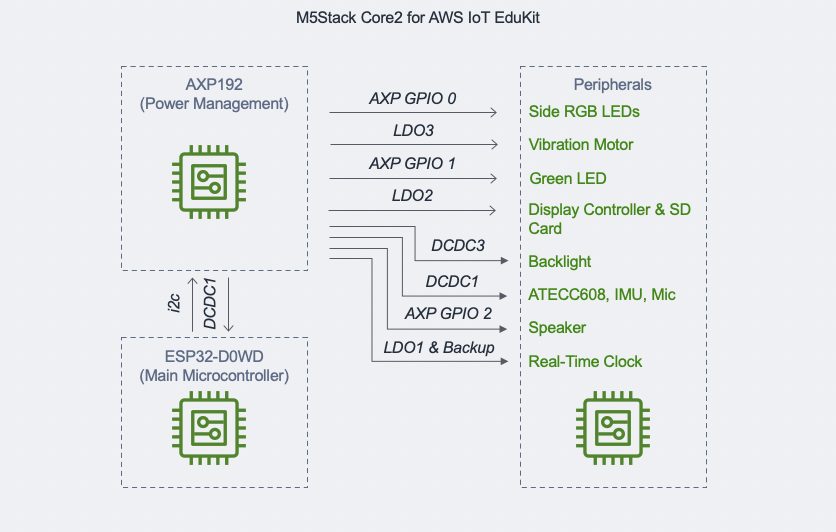 M5Stack Core2 for AWS IoT EduKit
AXP192
(Power Management)
AXP GPIO 0
LDO3
AXP GPIO 1
LDO2
DCDC3
DCDC1
AXP GPIO 2
LDO1 & Backup
Peripherals
Side RGB LEDs
Vibration Motor
Green LED
Display Controller & SD
Card
Backlight
ATECC608, IMU, Mic
Speaker
Real-Time Clock
i2c
DCDC1
ESP32-D0WD
(Main Microcontroller)